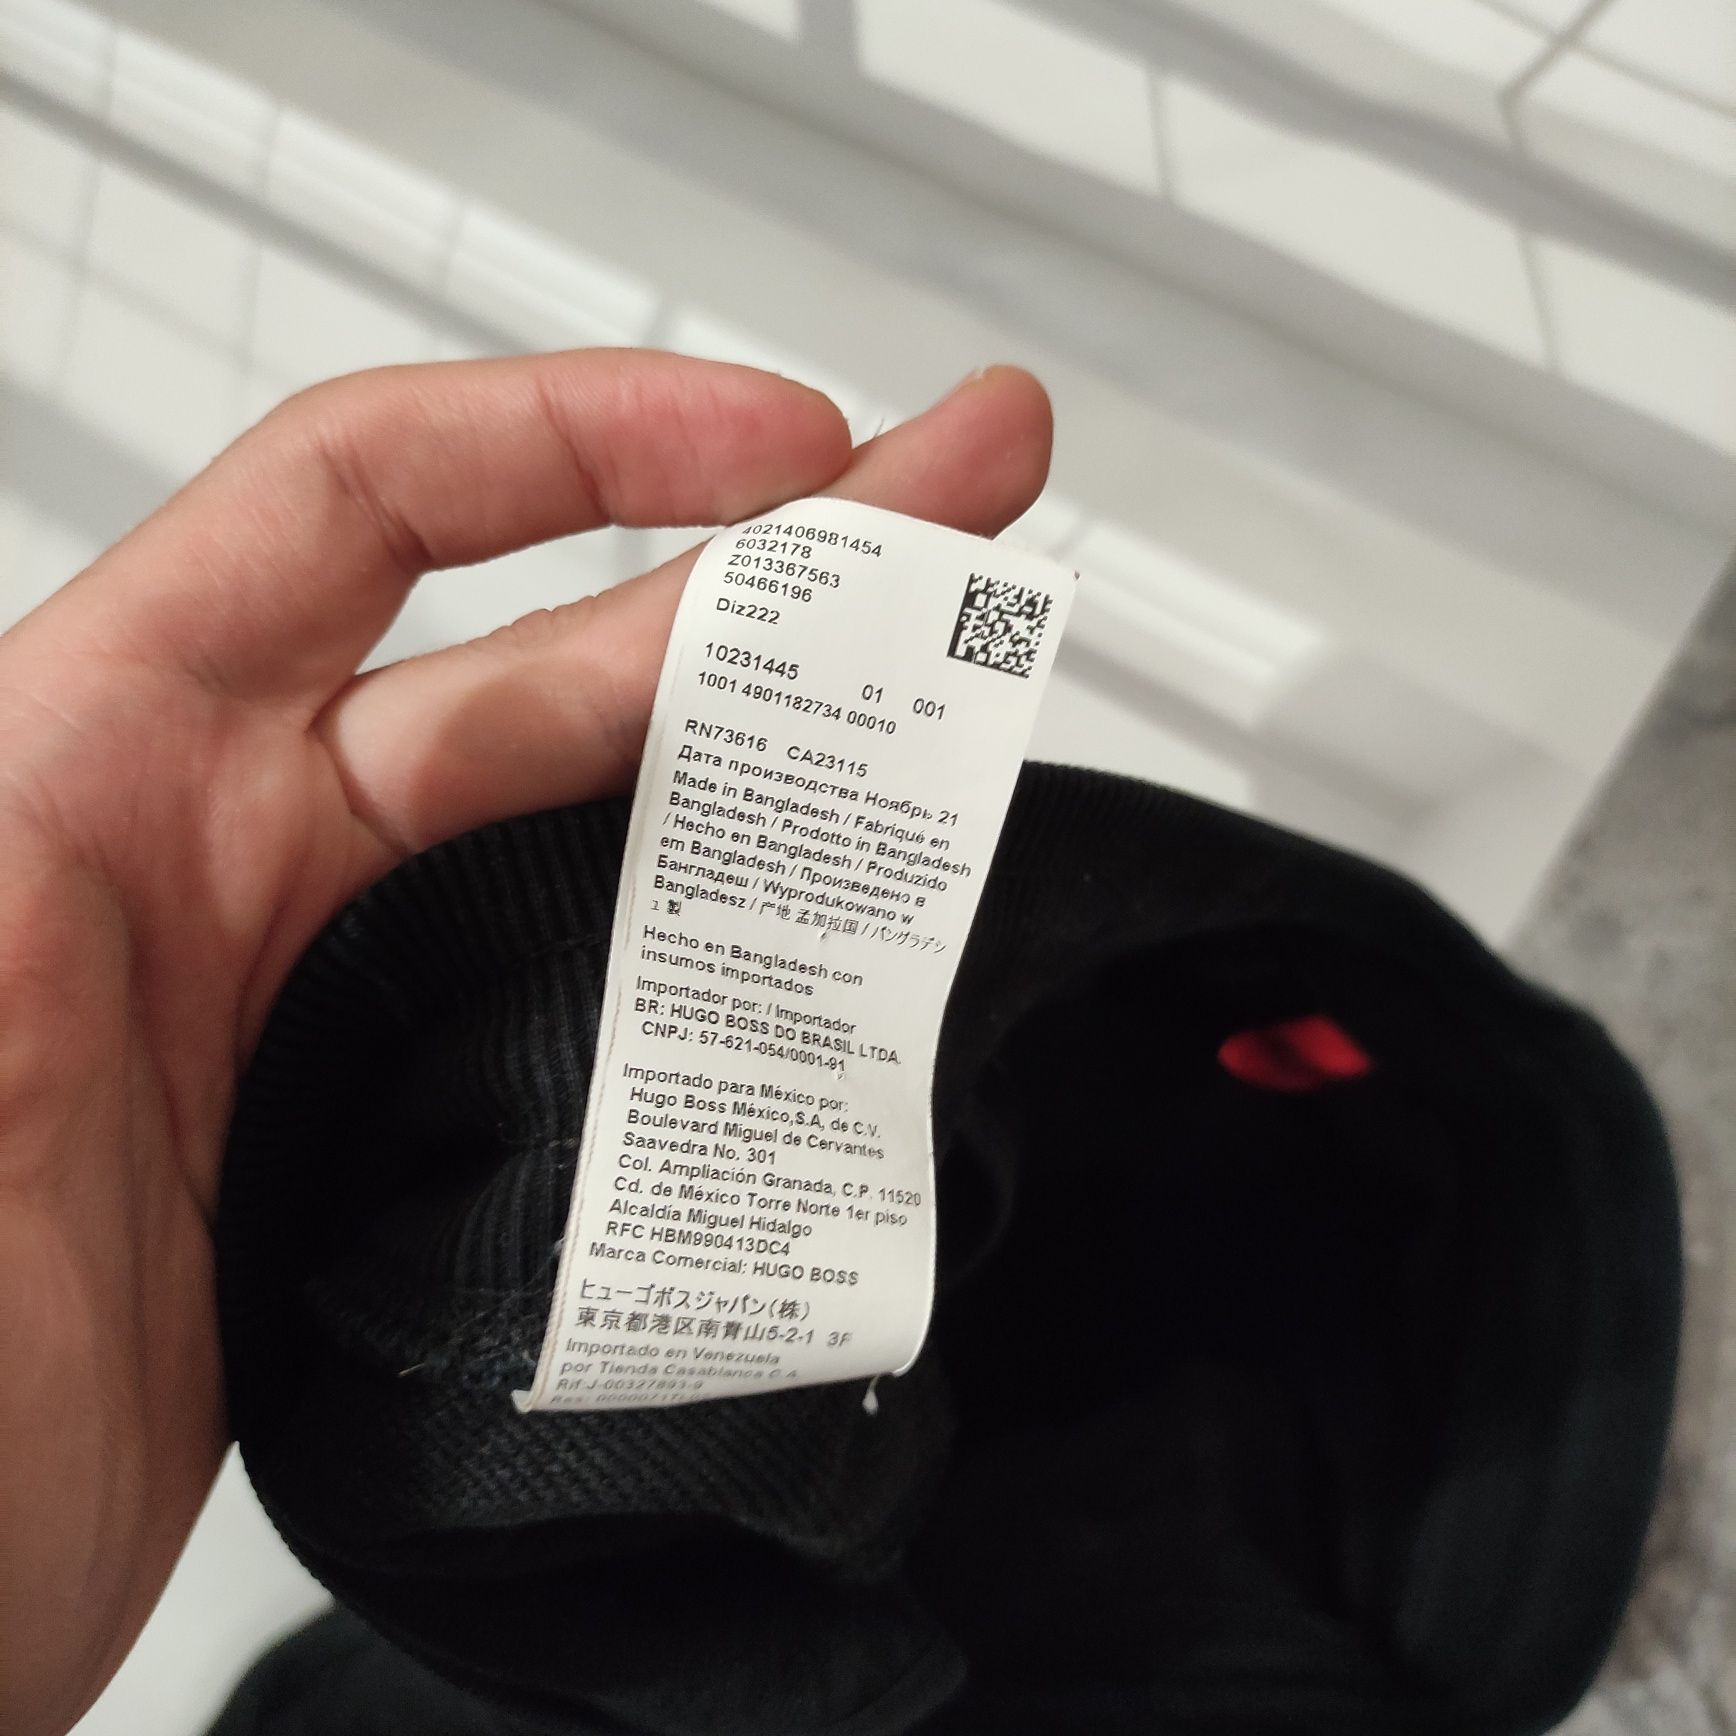 4021406981454
6032178
Z013367563
50466196
Diz222
10231445 01 001
1001 4901182734 00010
RN73616 CA23115
Дата производства Ноябрь 21
Made in Bangladesh / Fabriqué en
Bangladesh / Prodotto in Bangladesh
/ Hecho en Bangladesh / Produzido
em Bangladesh / Произведено в
Бангладеш / Wyprodukowano w
Bangladesz / 产地 孟加拉国 / バングラデシ
ュ製
Hecho en Bangladesh con
insumos importados
Importador por: / Importador
BR: HUGO BOSS DO BRASIL LTDA.
CNPJ: 57-621-054/0001-91
Importado para México por:
Hugo Boss México,S.A, de C.V.
Boulevard Miguel de Cervantes
Saavedra No. 301
Col. Ampliación Granada, C.P. 11520
Cd. de México Torre Norte 1er piso
Alcaldía Miguel Hidalgo
RFC HBM990413DC4
Marca Comercial: HUGO BOSS
ヒューゴボスジャパン(株)
東京都港区南青山5-2-1 3F
Importado en Venezuela
por Tienda Casablanca C.A.
Rif:J-00327893-9